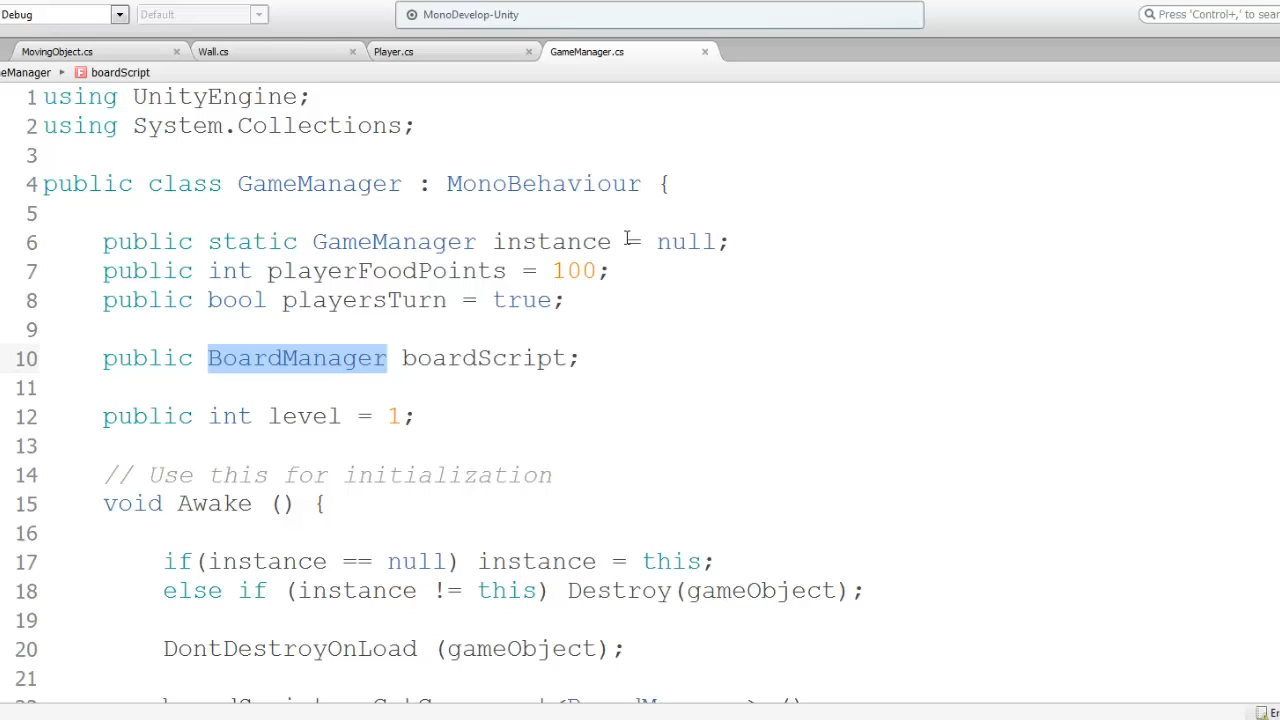 Debug Default MonoDevelop-Unity Press 'Control+,' to sear
MovingObject.cs Wall.cs Player.cs GameManager.cs
eManager boardScript
1 using UnityEngine;
2 using System.Collections;
3
4 public class GameManager : MonoBehaviour {
5
6 public static GameManager instance = null;
7 public int playerFoodPoints = 100;
8 public bool playersTurn = true;
9
10 public BoardManager boardScript;
11
12 public int level = 1;
13
14 // Use this for initialization
15 void Awake () {
16
17 if(instance == null) instance = this;
18 else if (instance != this) Destroy(gameObject);
19
20 DontDestroyOnLoad (gameObject);
21